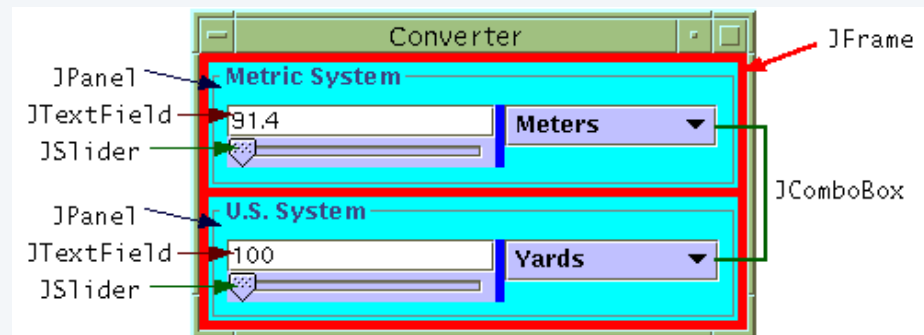 Converter
JFrame
JPanel
Metric System
JTextField
91.4
Meters
JSlider
JComboBox
JPanel
U.S. System
JTextField
100
Yards
JSlider